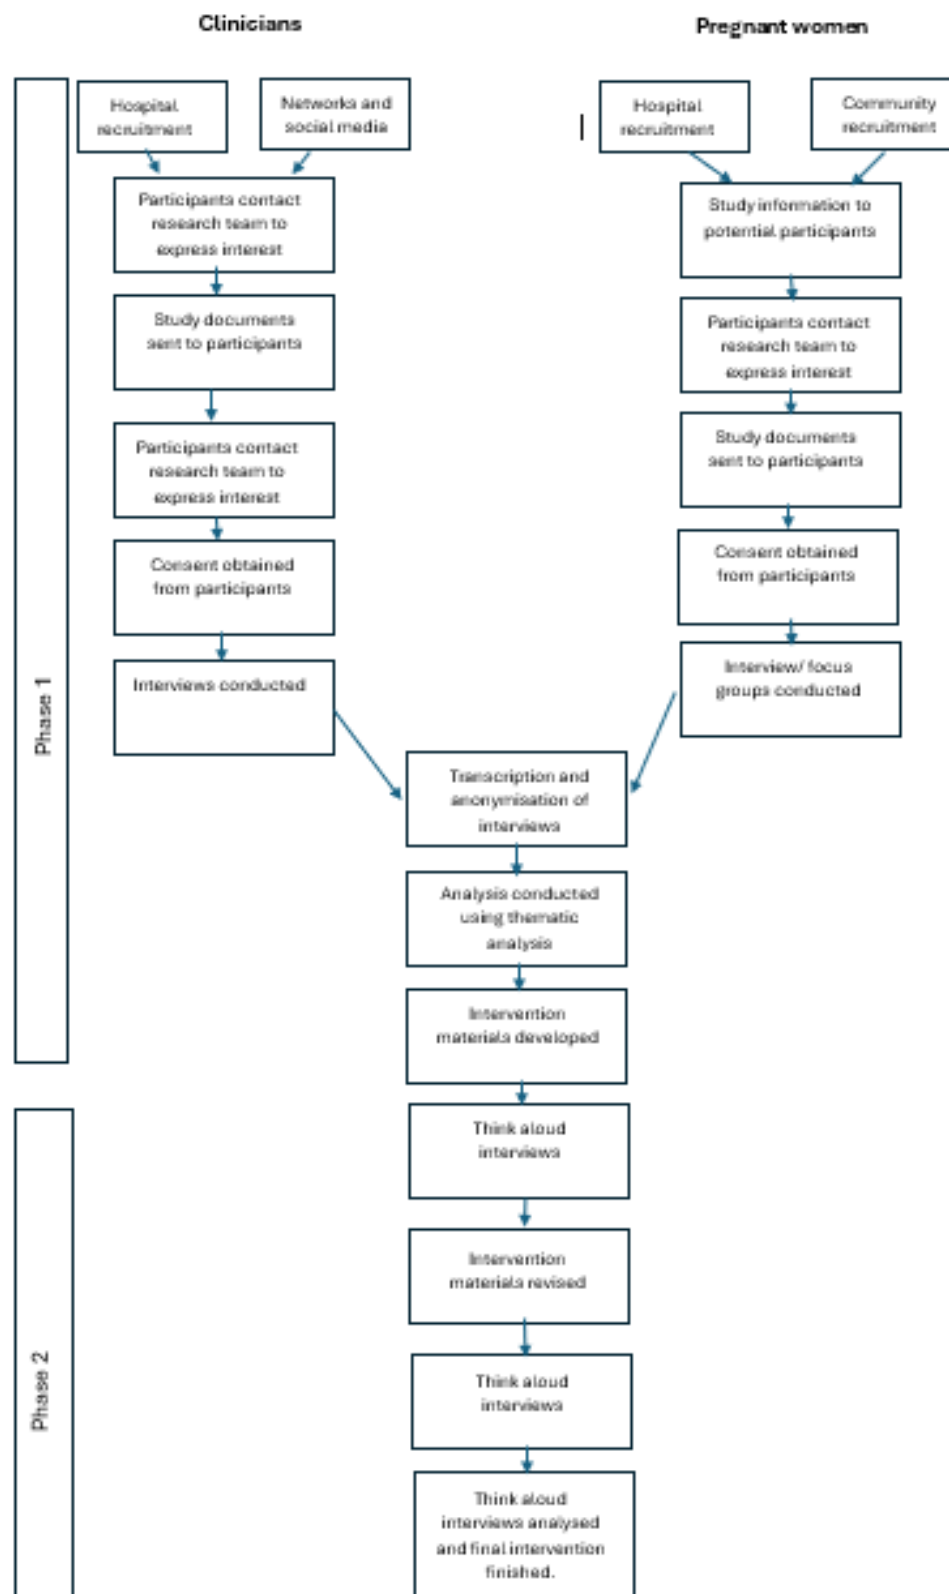 Clinicians
Pregnant women
Hospital
recruitment
Networks and
social media
Hospital
recruitment
Community
recruitment
Participants contact
research team to
express interest
Study information to
potential participants
Study documents
sent to participants
Participants contact
research team to
express interest
Participants contact
research team to
express interest
Study documents
sent to participants
Consent obtained
from participants
Consent obtained
from participants
Interviews conducted
Interview/ focus
groups conducted
Phase 1
Transcription and
anonymisation of
interviews
Analysis conducted
using thematic
analysis
Intervention
materials developed
Phase 2
Think aloud
interviews
Intervention
materials revised
Think aloud
interviews
Think aloud
interviews analysed
and final intervention
finished.